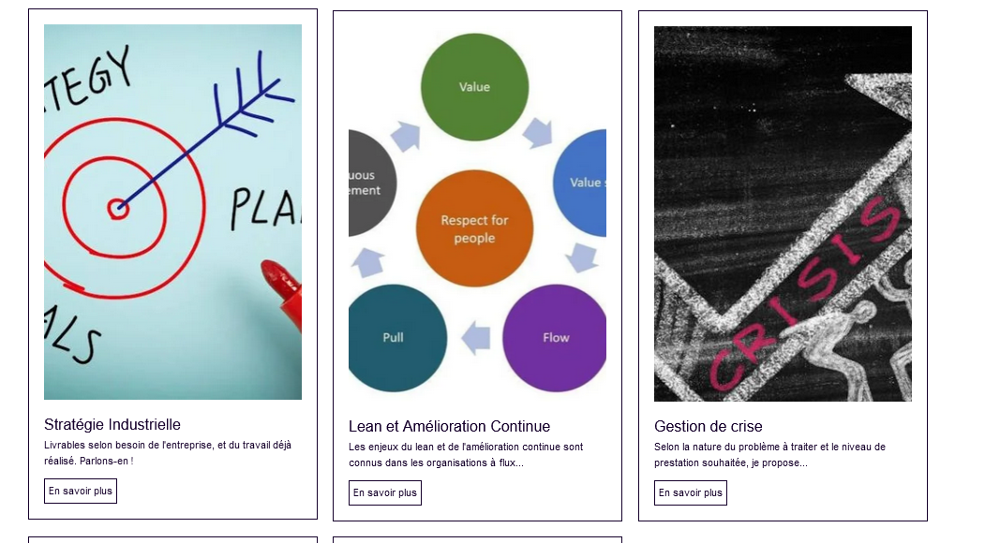 TEGY
PLA
ALS
Stratégie Industrielle
Livrables selon besoin de l'entreprise, et du travail déjà
réalisé. Parlons-en !
En savoir plus
Value
uous
ement
Value s
Respect for
people
Pull
Flow
Lean et Amélioration Continue
Les enjeux du lean et de l'amélioration continue sont
connus dans les organisations à flux...
En savoir plus
CRISIS
Gestion de crise
Selon la nature du problème à traiter et le niveau de
prestation souhaitée, je propose...
En savoir plus